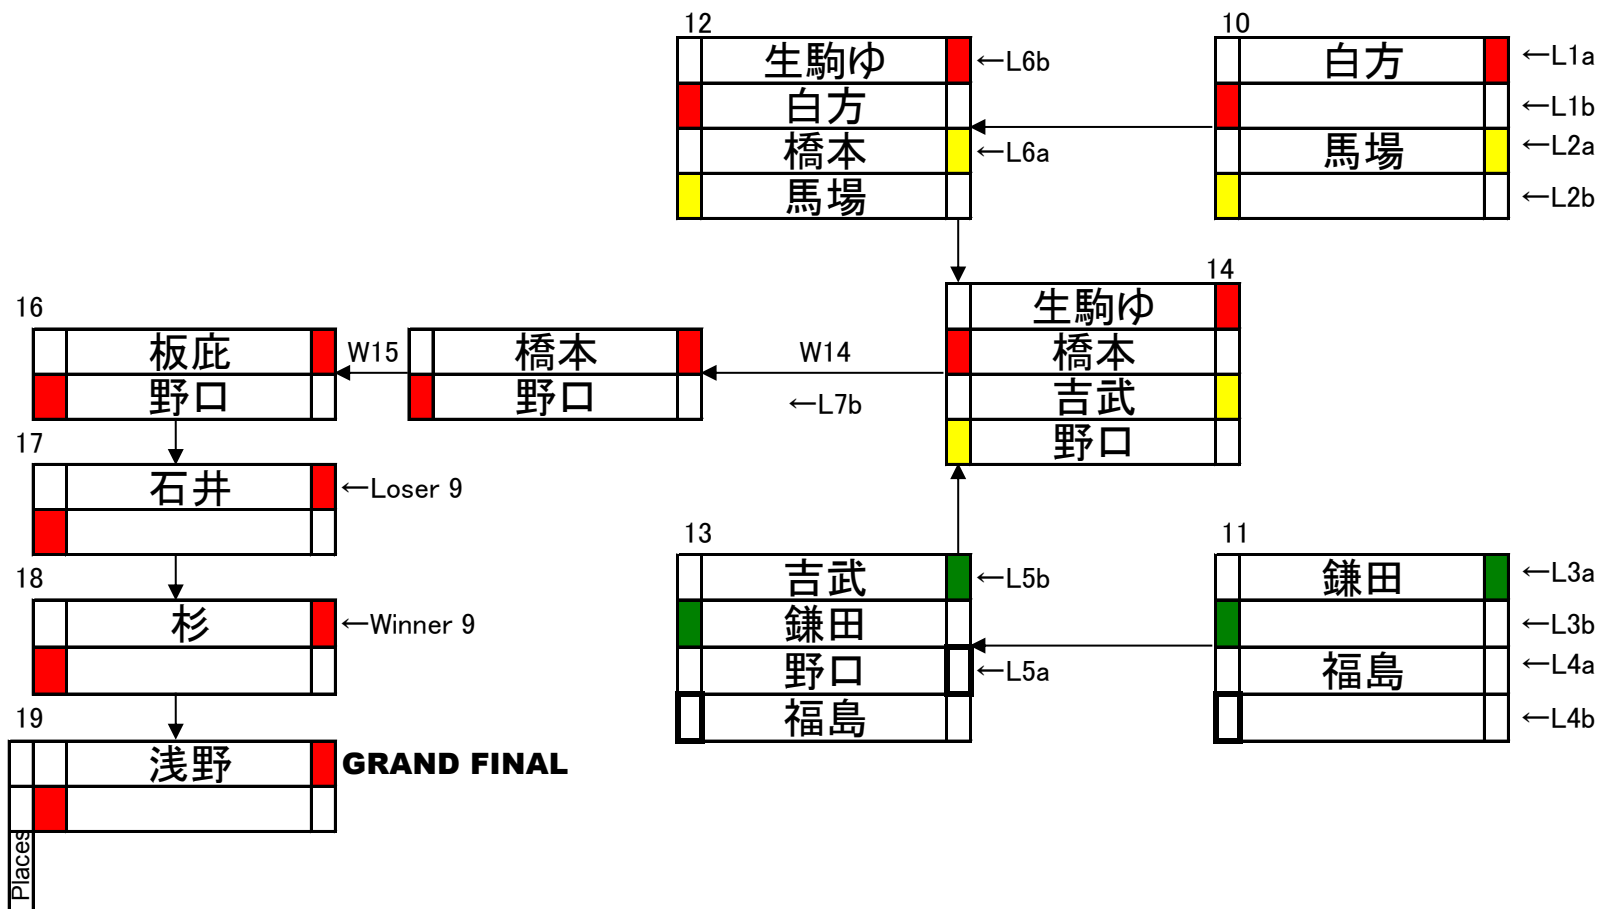 12
生駒ゆ ←L6b
白方
橋本 ←L6a
馬場
10
白方 ←L1a
←L1b
馬場 ←L2a
←L2b
14
生駒ゆ
橋本
吉武
野口
16
板庇
野口
W15
橋本
野口
W14
←L7b
17
石井 ←Loser 9
18
杉 ←Winner 9
19
浅野 GRAND FINAL
Places
13
吉武 ←L5b
鎌田
野口 ←L5a
福島
11
鎌田 ←L3a
←L3b
福島 ←L4a
←L4b